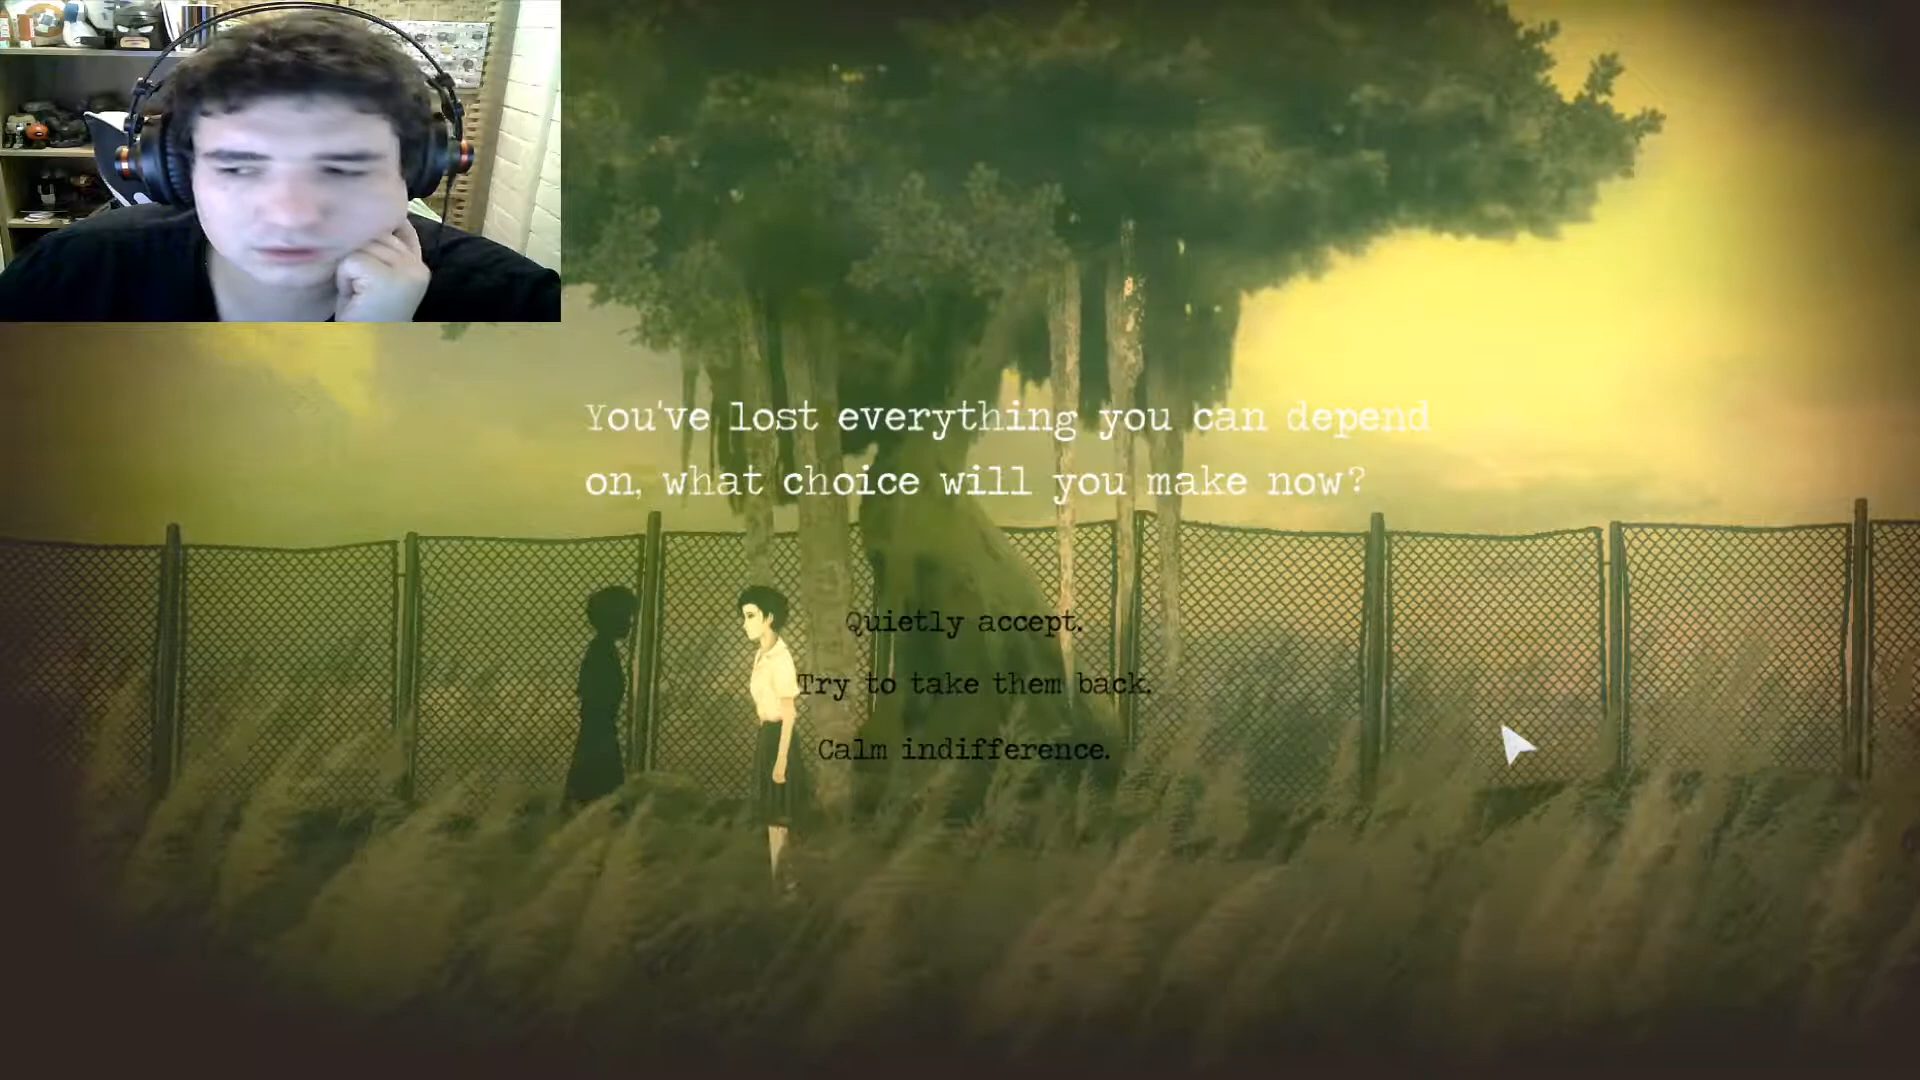 You've lost everything you can depend
on, what choice will you make now?
Quietly accept.
Try to take them back.
Calm indifference.